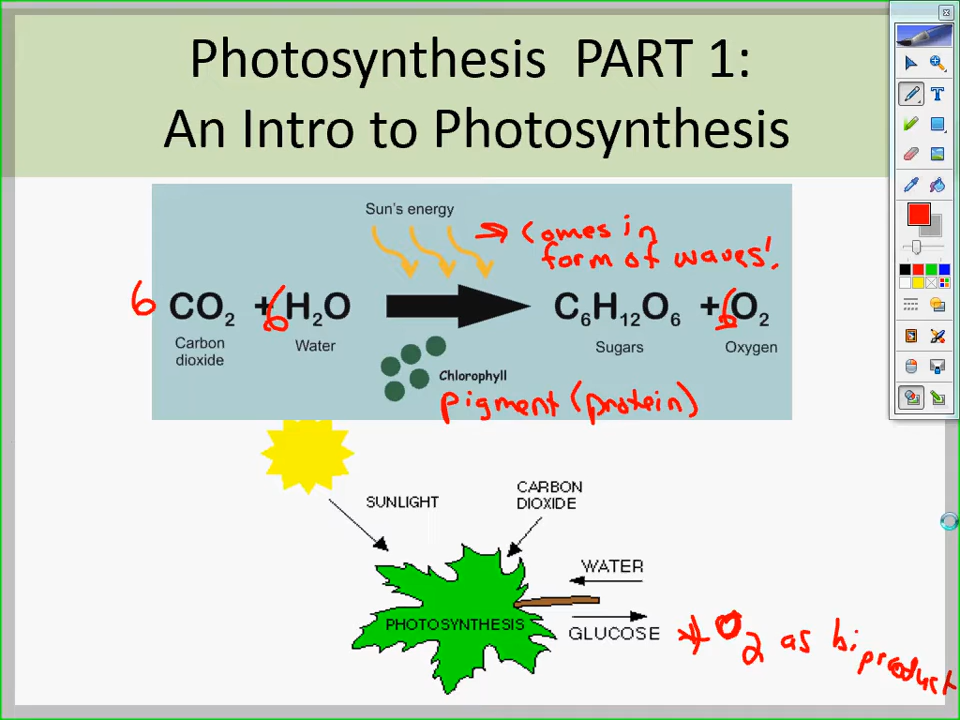 Photosynthesis PART 1:
An Intro to Photosynthesis
Sun's energy
→ Comes in
form of waves!
6 CO₂ + 6 H₂O
C₆H₁₂O₆ + 6 O₂
Carbon
dioxide
Water
Sugars
Oxygen
Chlorophyll
pigment (protein)
SUNLIGHT
CARBON
DIOXIDE
WATER
PHOTOSYNTHESIS
GLUCOSE
* O₂ as biproduct
T